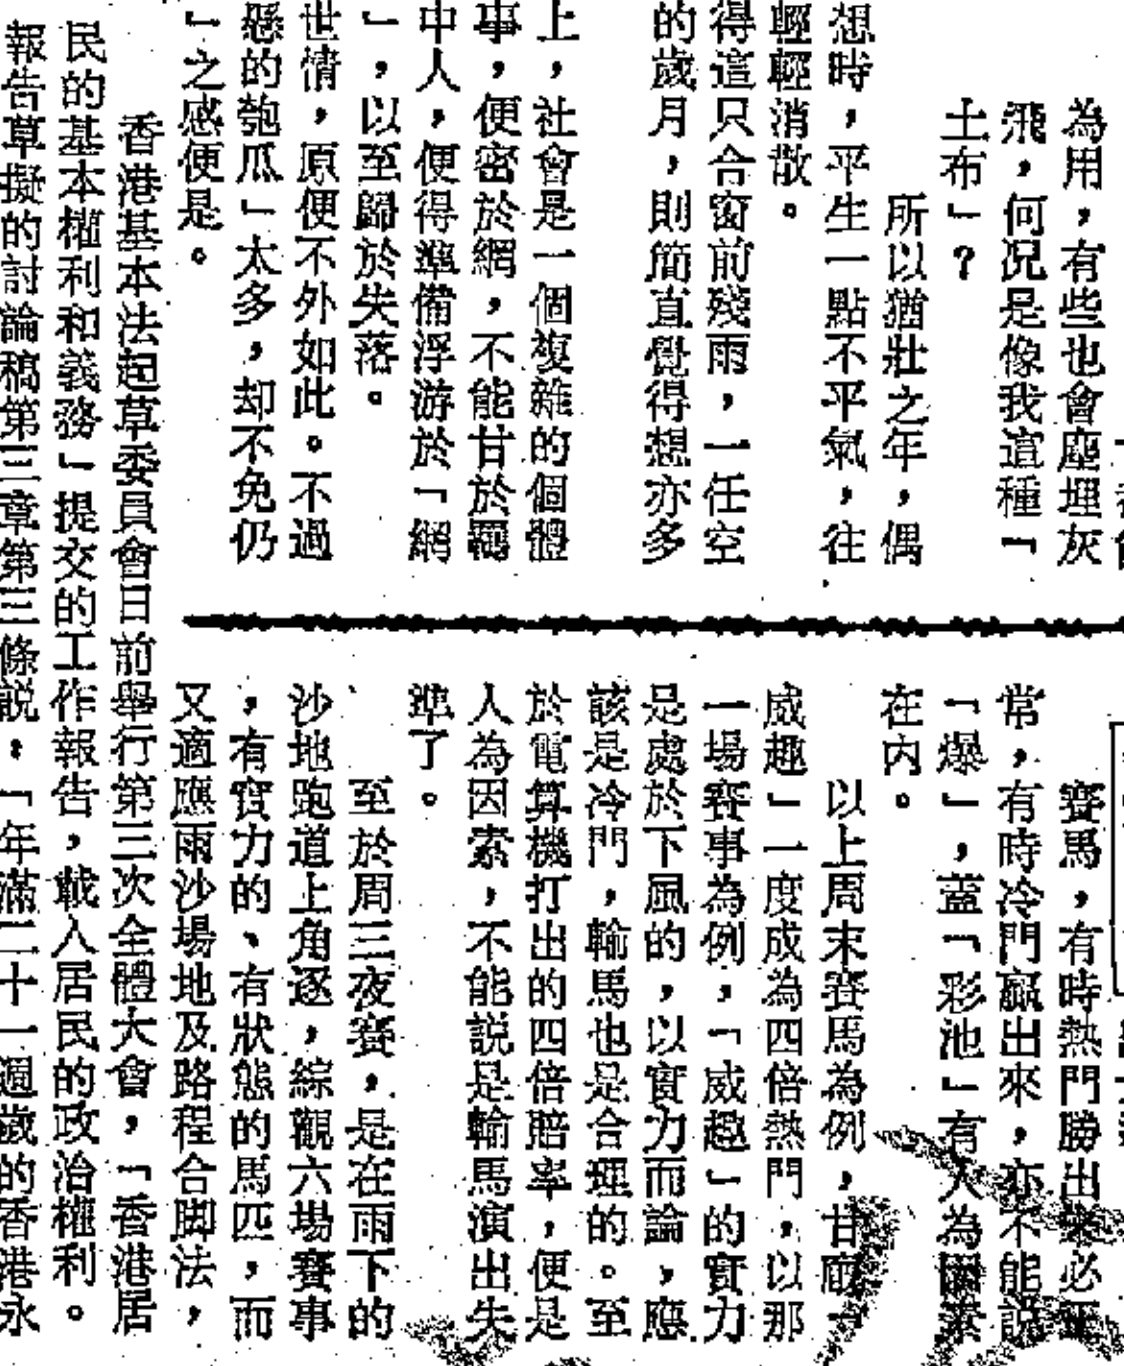 為用，有些也會塵埋灰
飛，何况是像我這種「
土布」？
所以猶壯之年，偶
想時，平生一點不平氣，往
輕輕消散。
得這只合窗前殘雨，一任空
的歲月，則簡直覺得想亦多
上，社會是一個複雜的個體
事，便密於網，不能甘於羈
中人，便得準備浮游於「網
」，以至歸於失落。
世情，原便不外如此。不過
懸的匏瓜」太多，却不免仍
」之感便是。
賽馬，有時熱門勝出
常，有時冷門贏出來，亦不能説
「爆」，蓋「彩池」有人為因素
在内。
以上周末賽馬為例，甘
威趣」一度成為四倍熱門，以那
一場賽事為例，「威趣」的實力
是處於下風的，以實力而論，應
該是冷門，輸馬也是合理的。至
於電算機打出的四倍賠率，便是
人為因索，不能説是輸馬演出失
準了。
至於周三夜賽，是在雨下的
沙地跑道上角逐，綜觀六場賽事
，有實力的、有狀態的馬匹，而
又適應雨沙場地及路程合脚法，
香港基本法起草委員會日前舉行第三次全體大會，「香港居
民的基本權利和義務」提交的工作報告，載入居民的政治權利。
報告草擬的討論稿第三章第三條説：「年滿二十一週歲的香港永